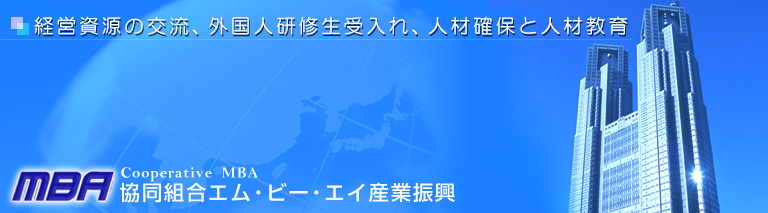 経営資源の交流、外国人研修生受入れ、人材確保と人材教育
Cooperative MBA
MBA 協同組合エム・ビー・エイ産業振興